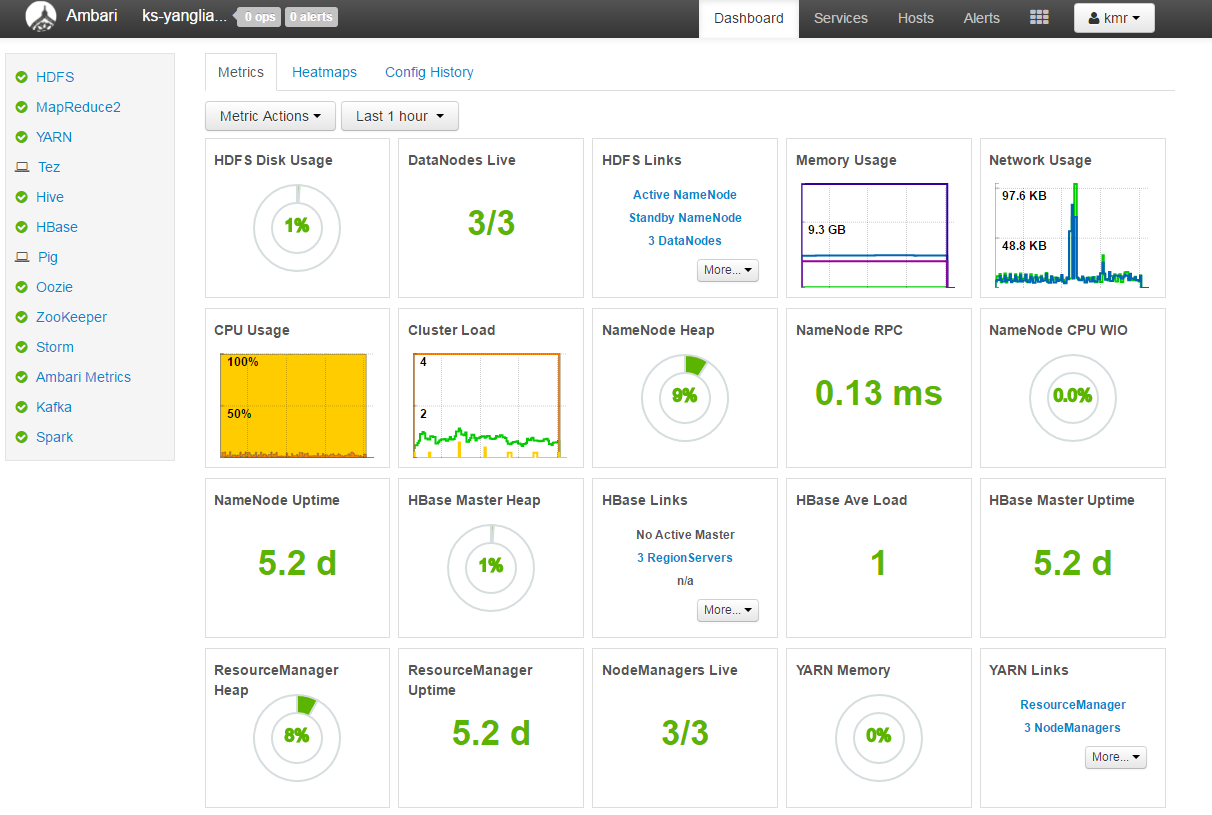 Ambari ks-yanglia... 0 ops 0 alerts Dashboard Services Hosts Alerts kmr
HDFS
MapReduce2
YARN
Tez
Hive
HBase
Pig
Oozie
ZooKeeper
Storm
Ambari Metrics
Kafka
Spark
Metrics Heatmaps Config History
Metric Actions Last 1 hour
HDFS Disk Usage
1%
DataNodes Live
3/3
HDFS Links
Active NameNode
Standby NameNode
3 DataNodes
More...
Memory Usage
9.3 GB
Network Usage
97.6 KB
48.8 KB
CPU Usage
100%
50%
Cluster Load
4
2
NameNode Heap
9%
NameNode RPC
0.13 ms
NameNode CPU WIO
0.0%
NameNode Uptime
5.2 d
HBase Master Heap
1%
HBase Links
No Active Master
3 RegionServers
n/a
More...
HBase Ave Load
1
HBase Master Uptime
5.2 d
ResourceManager
Heap
8%
ResourceManager
Uptime
5.2 d
NodeManagers Live
3/3
YARN Memory
0%
YARN Links
ResourceManager
3 NodeManagers
More...